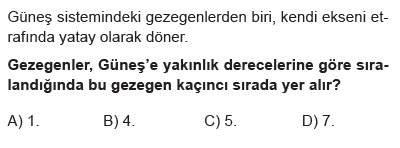 Güneş sistemindeki gezegenlerden biri, kendi ekseni et-
rafında yatay olarak döner.
Gezegenler, Güneş'e yakınlık derecelerine göre sıra-
landığında bu gezegen kaçıncı sırada yer alır?
A) 1. B) 4. C) 5. D) 7.